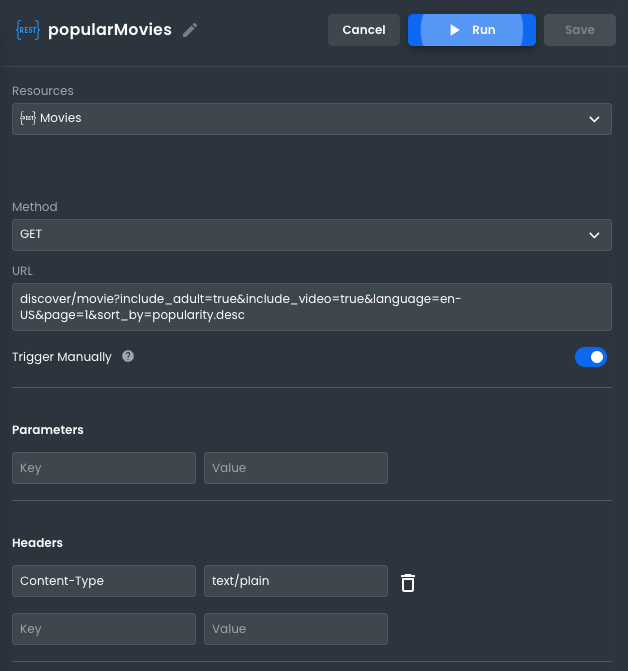 {REST} popularMovies
Cancel
Run
Save
Resources
{REST} Movies
Method
GET
URL
discover/movie?include_adult=true&include_video=true&language=en-
US&page=1&sort_by=popularity.desc
Trigger Manually ?
Parameters
Key Value
Headers
Content-Type text/plain
Key Value